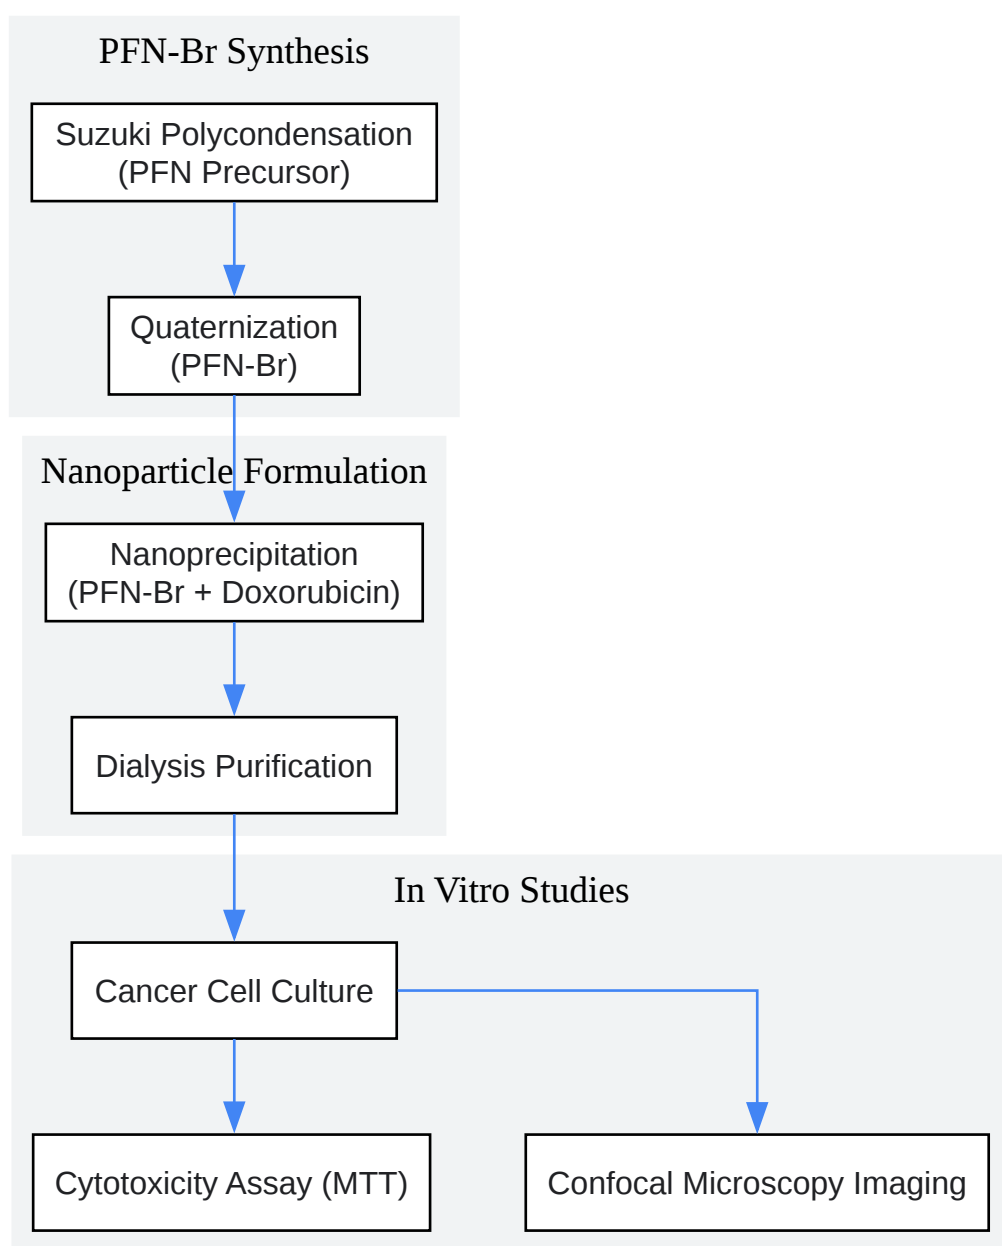 PFN-Br Synthesis
Suzuki Polycondensation
(PFN Precursor)
Quaternization
(PFN-Br)
Nanoparticle Formulation
Nanoprecipitation
(PFN-Br + Doxorubicin)
Dialysis Purification
In Vitro Studies
Cancer Cell Culture
Cytotoxicity Assay (MTT)
Confocal Microscopy Imaging